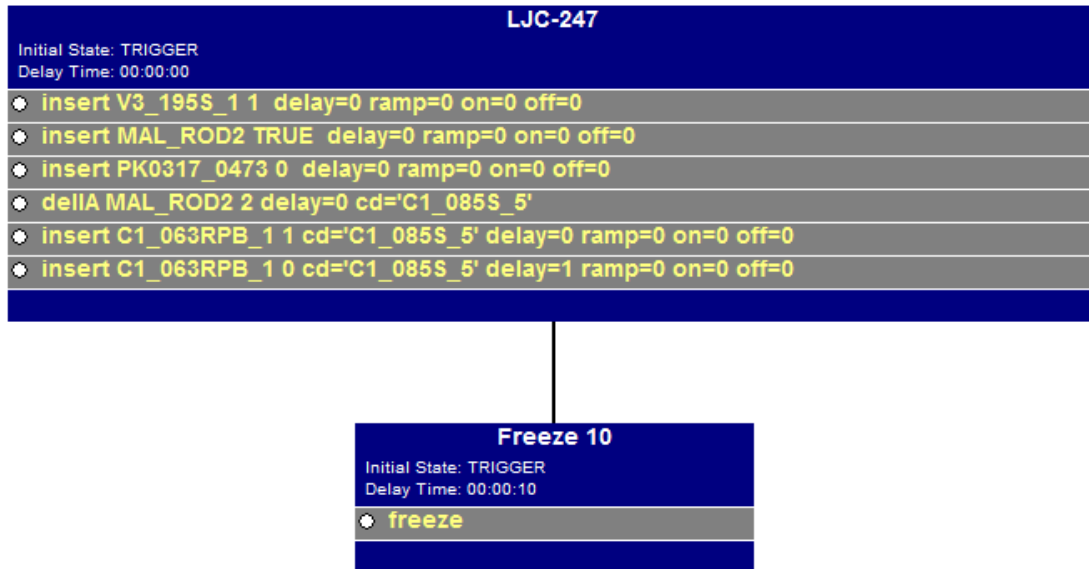 LJC-247
Initial State: TRIGGER
Delay Time: 00:00:00
insert V3_195S_1 1 delay=0 ramp=0 on=0 off=0
insert MAL_ROD2 TRUE delay=0 ramp=0 on=0 off=0
insert PK0317_0473 0 delay=0 ramp=0 on=0 off=0
delIA MAL_ROD2 2 delay=0 cd='C1_085S_5'
insert C1_063RPB_1 1 cd='C1_085S_5' delay=0 ramp=0 on=0 off=0
insert C1_063RPB_1 0 cd='C1_085S_5' delay=1 ramp=0 on=0 off=0
Freeze 10
Initial State: TRIGGER
Delay Time: 00:00:10
freeze